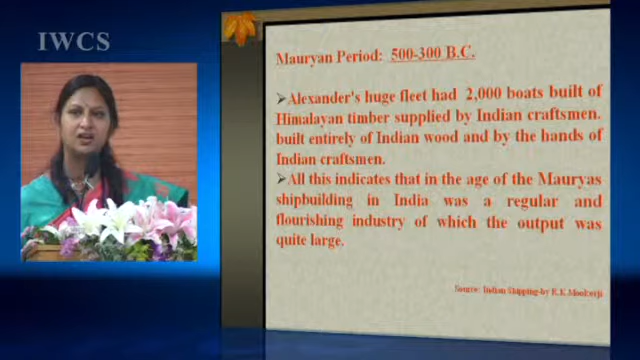 IWCS
Mauryan Period: 500-300 B.C.
➢Alexander's huge fleet had 2,000 boats built of
Himalayan timber supplied by Indian craftsmen.
built entirely of Indian wood and by the hands of
Indian craftsmen.
➢All this indicates that in the age of the Mauryas
shipbuilding in India was a regular and
flourishing industry of which the output was
quite large.
Source: Indian Shipping-by R.K Mookerji